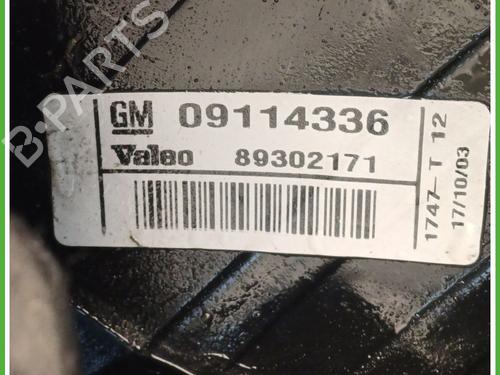 GM 09114336
Valeo 89302171
1747-T 12
17/10/03
B-PARTS